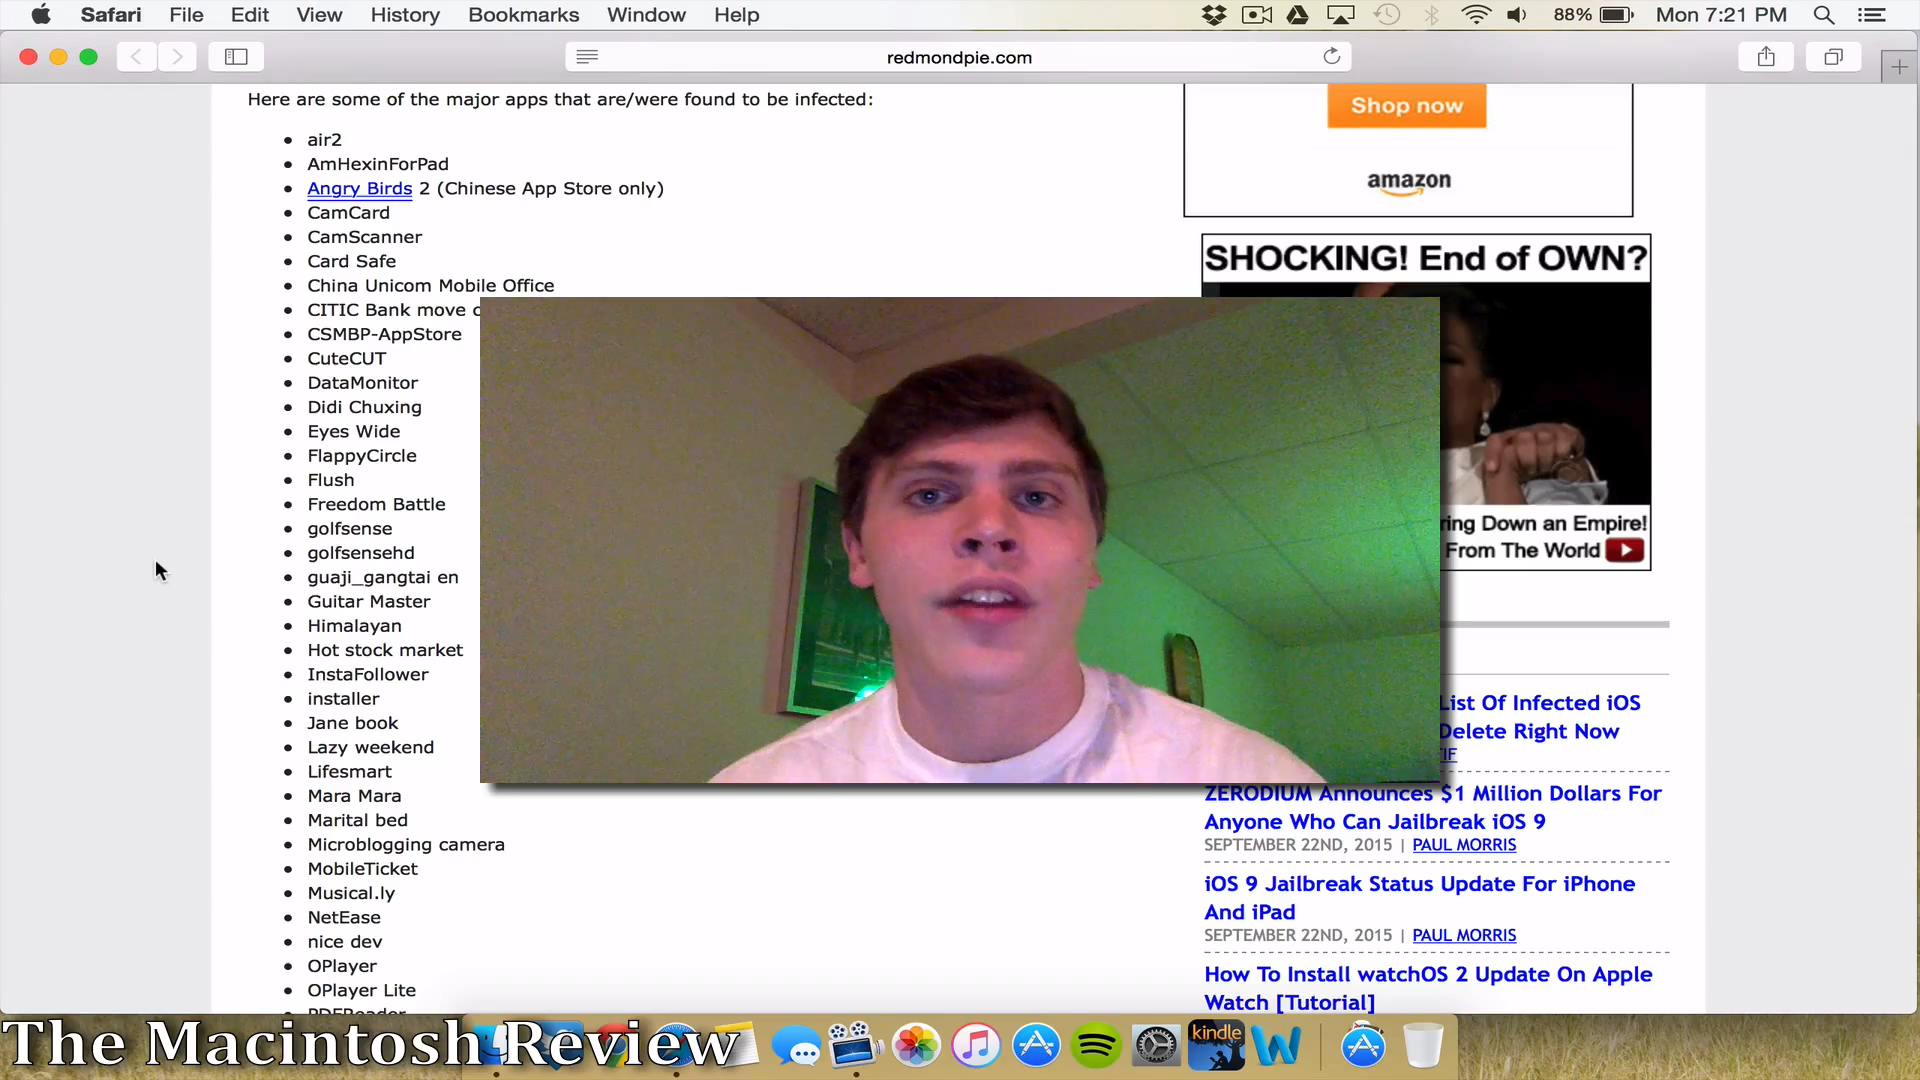 Safari File Edit View History Bookmarks Window Help
88% Mon 7:21 PM
redmondpie.com
Here are some of the major apps that are/were found to be infected:
air2
AmHexinForPad
Angry Birds 2 (Chinese App Store only)
CamCard
CamScanner
Card Safe
China Unicom Mobile Office
CITIC Bank move
CSMBP-AppStore
CuteCUT
DataMonitor
Didi Chuxing
Eyes Wide
FlappyCircle
Flush
Freedom Battle
golfsense
golfsensehd
guaji_gangtai en
Guitar Master
Himalayan
Hot stock market
InstaFollower
installer
Jane book
Lazy weekend
Lifesmart
Mara Mara
Marital bed
Microblogging camera
MobileTicket
Musical.ly
NetEase
nice dev
OPlayer
OPlayer Lite
Shop now
amazon
SHOCKING! End of OWN?
ring Down an Empire!
From The World
List Of Infected iOS
Delete Right Now
ZERODIUM Announces $1 Million Dollars For
Anyone Who Can Jailbreak iOS 9
SEPTEMBER 22ND, 2015 | PAUL MORRIS
iOS 9 Jailbreak Status Update For iPhone
And iPad
SEPTEMBER 22ND, 2015 | PAUL MORRIS
How To Install watchOS 2 Update On Apple
Watch [Tutorial]
The Macintosh Review
kindle